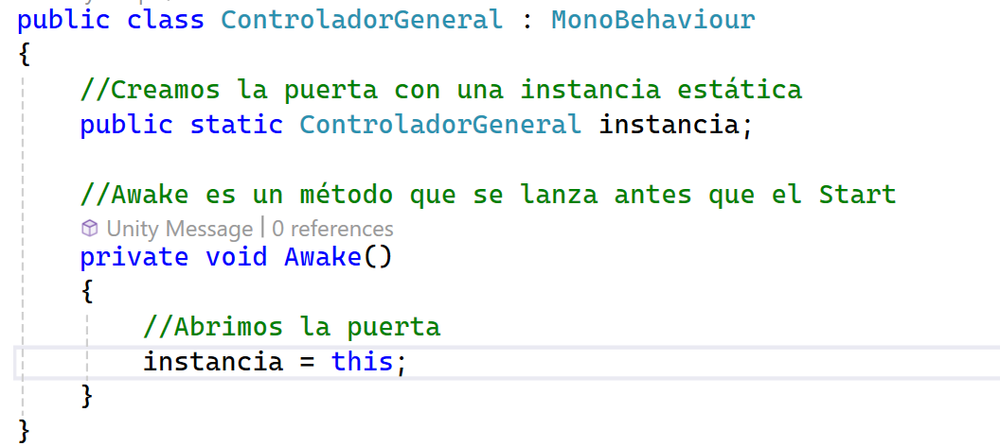 public class ControladorGeneral : MonoBehaviour
{
//Creamos la puerta con una instancia estática
public static ControladorGeneral instancia;
//Awake es un método que se lanza antes que el Start
Unity Message | 0 references
private void Awake()
{
//Abrimos la puerta
instancia = this;
}
}